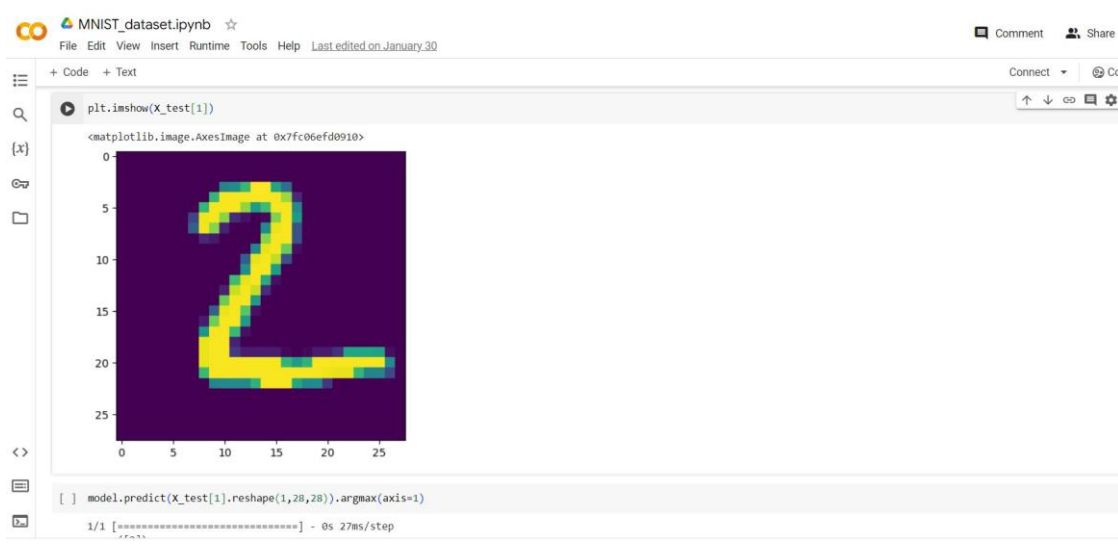 MNIST_dataset.ipynb
File Edit View Insert Runtime Tools Help Last edited on January 30
Comment Share
+ Code + Text
Connect
{x}
plt.imshow(X_test[1])
<matplotlib.image.AxesImage at 0x7fc06efd0910>
0
5
10
15
20
25
0 5 10 15 20 25
[ ] model.predict(X_test[1].reshape(1,28,28)).argmax(axis=1)
1/1 [==============================] - 0s 27ms/step